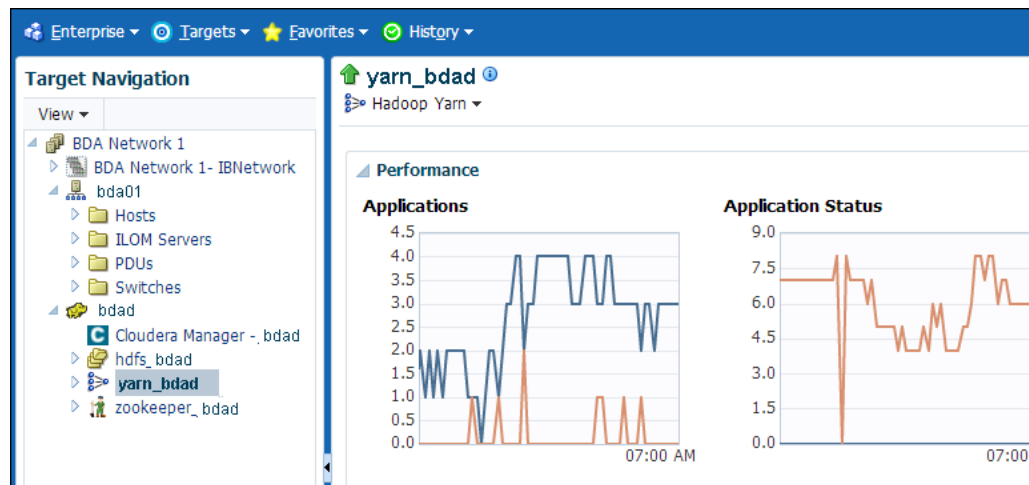 Enterprise Targets Favorites History
Target Navigation
View
BDA Network 1
BDA Network 1- IBNetwork
bda01
Hosts
ILOM Servers
PDUs
Switches
bdad
Cloudera Manager - bdad
hdfs_bdad
yarn_bdad
zookeeper_ bdad
yarn_bdad
Hadoop Yarn
Performance
Applications
4.5
4.0
3.5
3.0
2.5
2.0
1.5
1.0
0.5
0.0
07:00 AM
Application Status
9.0
7.5
6.0
4.5
3.0
1.5
0.0
07:00